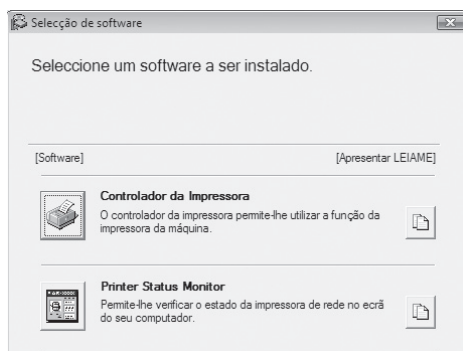 Selecção de software
Seleccione um software a ser instalado.
[Software] [Apresentar LEIAME]
Controlador da Impressora
O controlador da impressora permite-lhe utilizar a função da
impressora da máquina.
Printer Status Monitor
Permite-lhe verificar o estado da impressora de rede no ecrã
do seu computador.